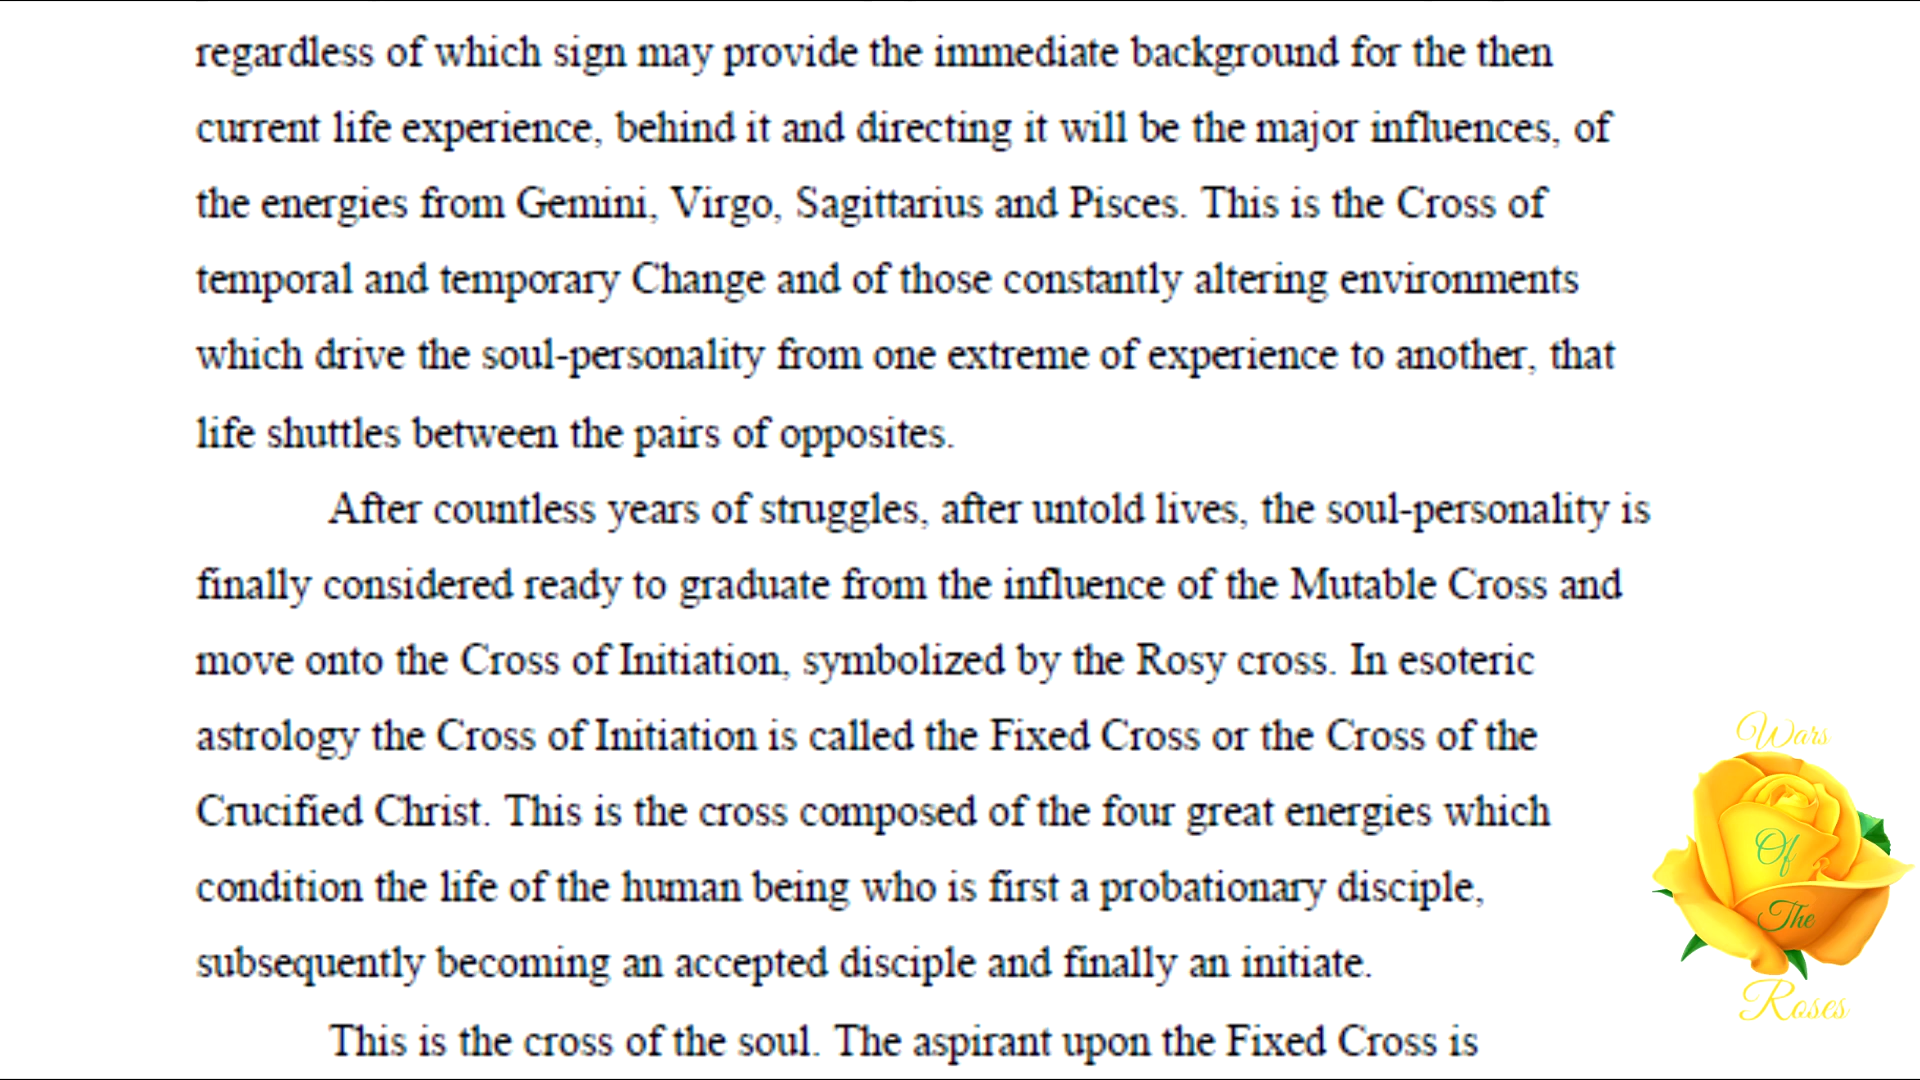 regardless of which sign may provide the immediate background for the then
current life experience, behind it and directing it will be the major influences, of
the energies from Gemini, Virgo, Sagittarius and Pisces. This is the Cross of
temporal and temporary Change and of those constantly altering environments
which drive the soul-personality from one extreme of experience to another, that
life shuttles between the pairs of opposites.
After countless years of struggles, after untold lives, the soul-personality is
finally considered ready to graduate from the influence of the Mutable Cross and
move onto the Cross of Initiation, symbolized by the Rosy cross. In esoteric
astrology the Cross of Initiation is called the Fixed Cross or the Cross of the
Crucified Christ. This is the cross composed of the four great energies which
condition the life of the human being who is first a probationary disciple,
subsequently becoming an accepted disciple and finally an initiate.
This is the cross of the soul. The aspirant upon the Fixed Cross is
Wars
Of
The
Roses